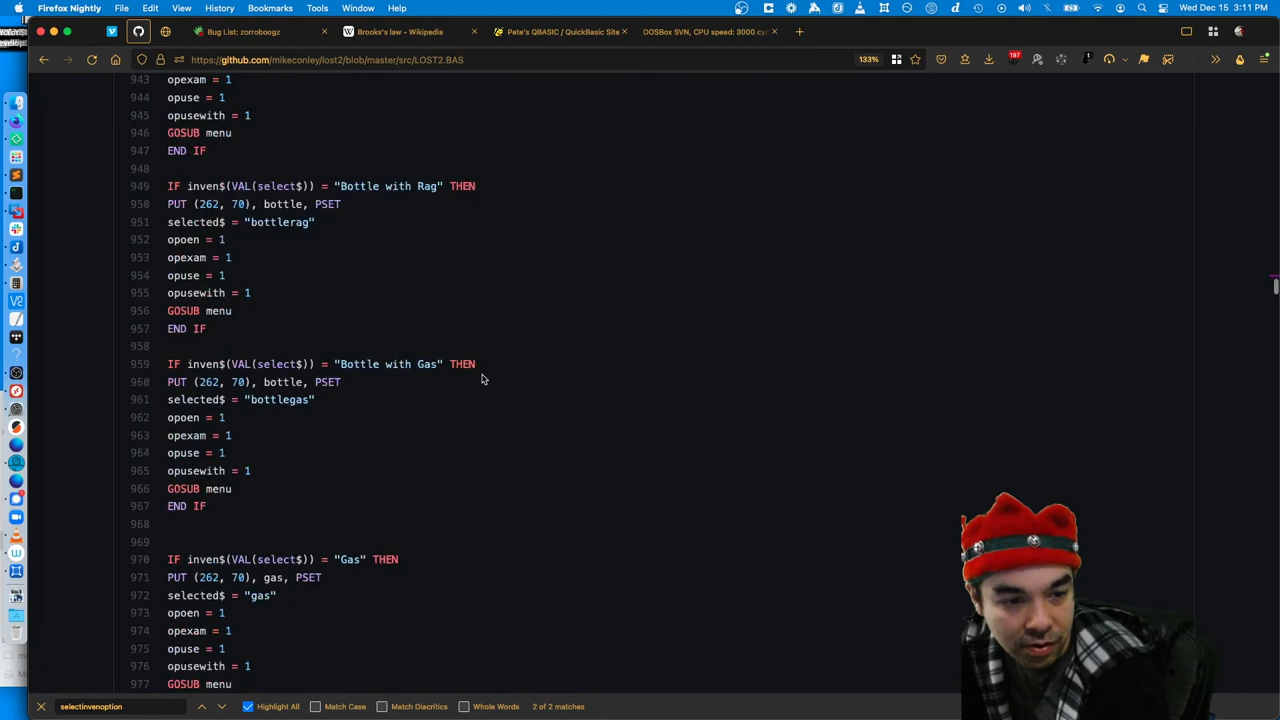 Firefox Nightly File Edit View History Bookmarks Tools Window Help Wed Dec 15 3:11 PM
Bug List: zorroboogz Brooks's law - Wikipedia Pete's QBASIC / QuickBasic Site DOSBox SVN, CPU speed: 3000 cyc
https://github.com/mikeconley/lost2/blob/master/src/LOST2.BAS 133% 197
943 opexam = 1
944 opuse = 1
945 opusewith = 1
946 GOSUB menu
947 END IF
948
949 IF inven$(VAL(select$)) = "Bottle with Rag" THEN
950 PUT (262, 70), bottle, PSET
951 selected$ = "bottlerag"
952 opoen = 1
953 opexam = 1
954 opuse = 1
955 opusewith = 1
956 GOSUB menu
957 END IF
958
959 IF inven$(VAL(select$)) = "Bottle with Gas" THEN
960 PUT (262, 70), bottle, PSET
961 selected$ = "bottlegas"
962 opoen = 1
963 opexam = 1
964 opuse = 1
965 opusewith = 1
966 GOSUB menu
967 END IF
968
969
970 IF inven$(VAL(select$)) = "Gas" THEN
971 PUT (262, 70), gas, PSET
972 selected$ = "gas"
973 opoen = 1
974 opexam = 1
975 opuse = 1
976 opusewith = 1
977 GOSUB menu
selectinvenoption Highlight All Match Case Match Diacritics Whole Words 2 of 2 matches